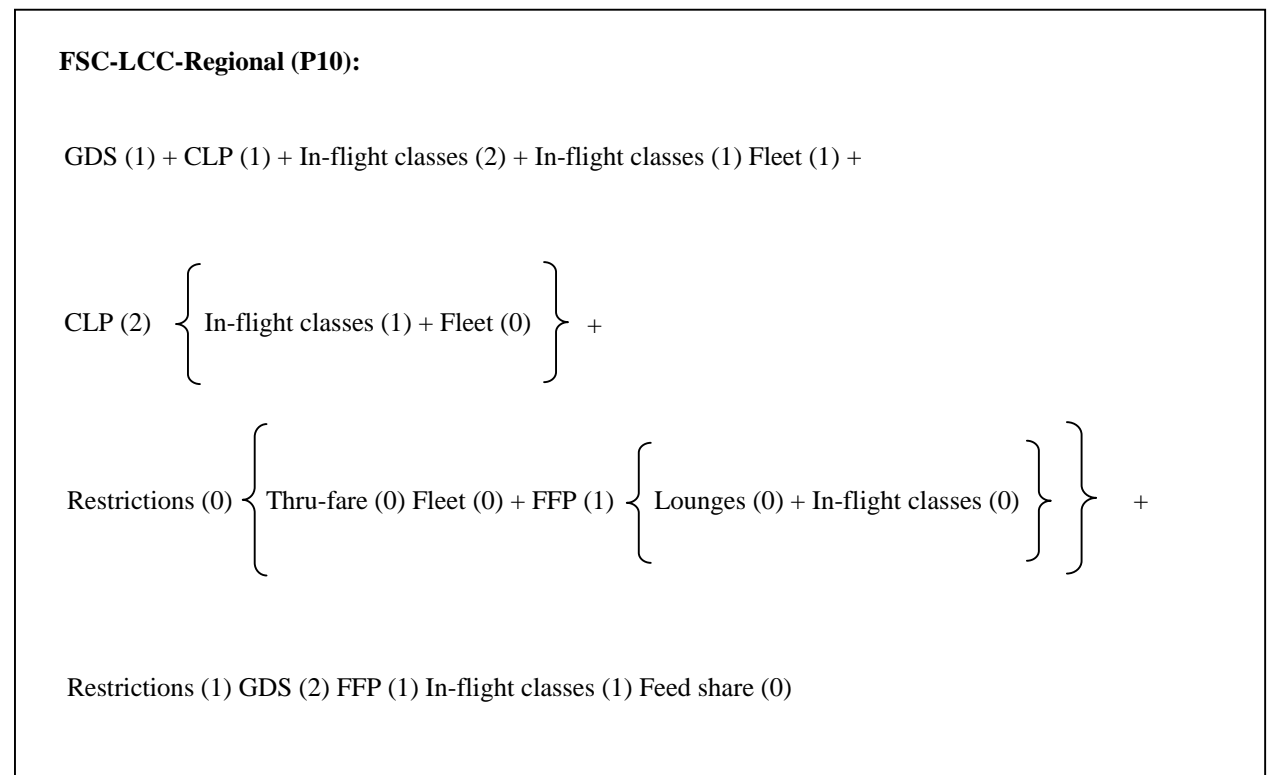 FSC-LCC-Regional (P10):
GDS (1) + CLP (1) + In-flight classes (2) + In-flight classes (1) Fleet (1) +
CLP (2) { In-flight classes (1) + Fleet (0) } +
Restrictions (0) { Thru-fare (0) Fleet (0) + FFP (1) { Lounges (0) + In-flight classes (0) } } +
Restrictions (1) GDS (2) FFP (1) In-flight classes (1) Feed share (0)